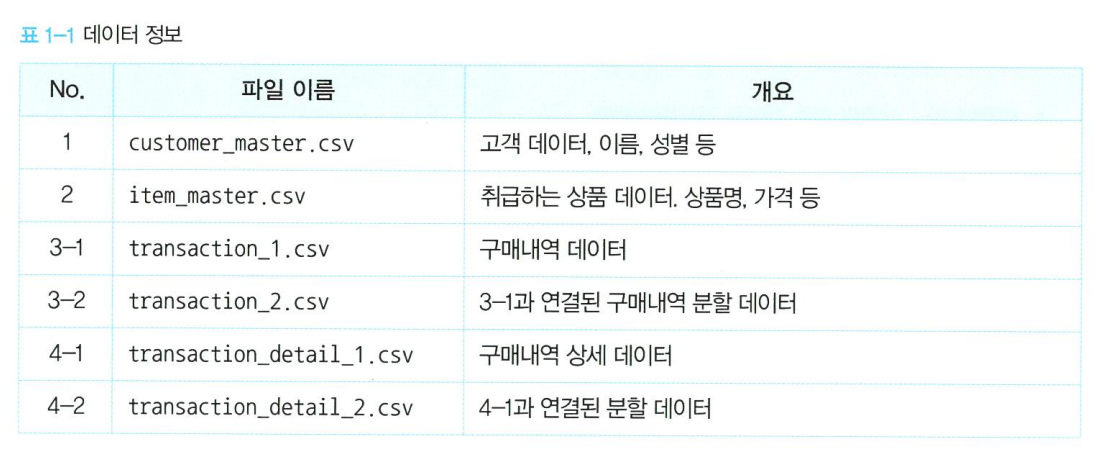 표 1-1 데이터 정보
No. 파일 이름 개요
1 customer_master.csv 고객 데이터, 이름, 성별 등
2 item_master.csv 취급하는 상품 데이터. 상품명, 가격 등
3-1 transaction_1.csv 구매내역 데이터
3-2 transaction_2.csv 3-1과 연결된 구매내역 분할 데이터
4-1 transaction_detail_1.csv 구매내역 상세 데이터
4-2 transaction_detail_2.csv 4-1과 연결된 분할 데이터